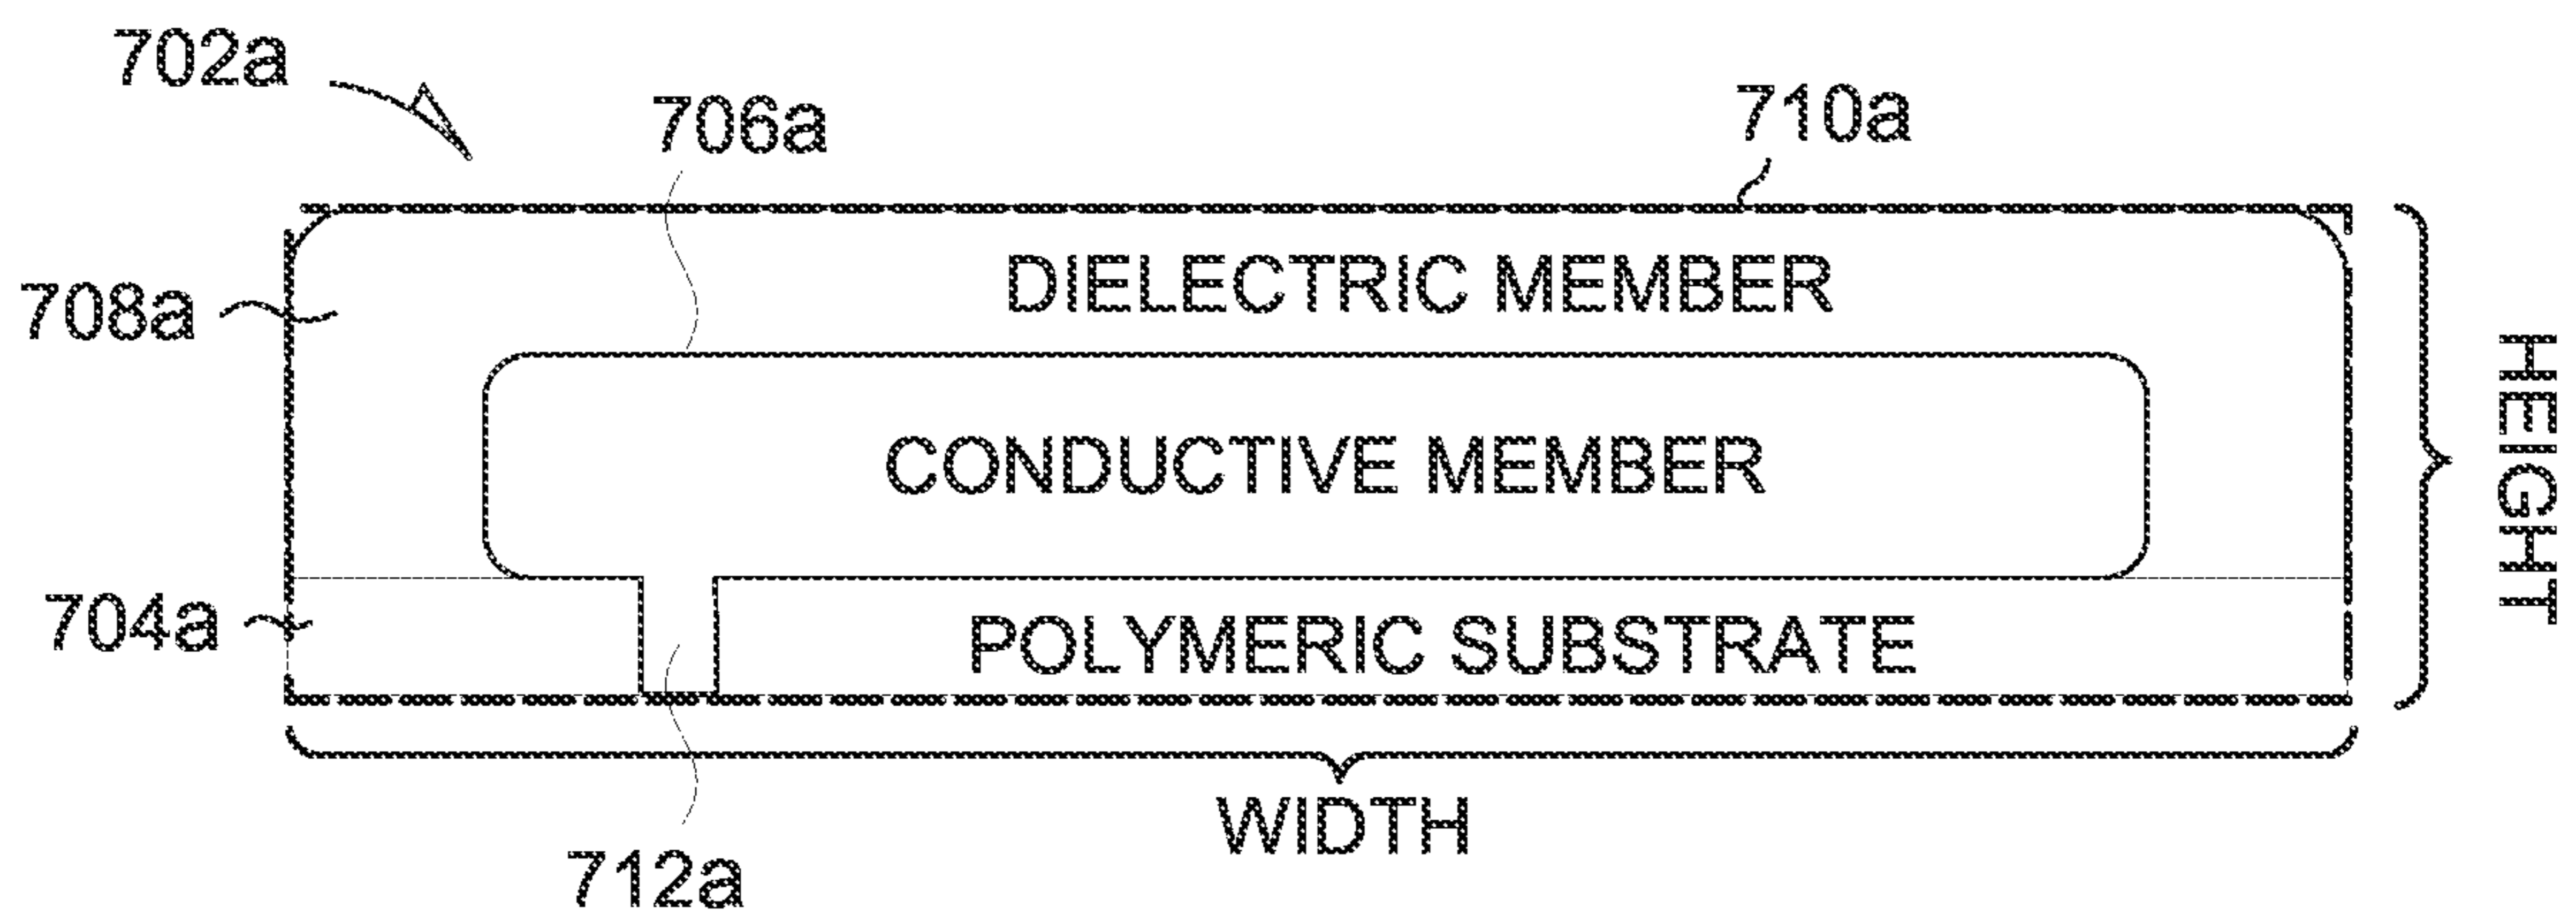 702a
706a
710a
DIELECTRIC MEMBER
708a
HEIGHT
CONDUCTIVE MEMBER
704a
POLYMERIC SUBSTRATE
WIDTH
712a